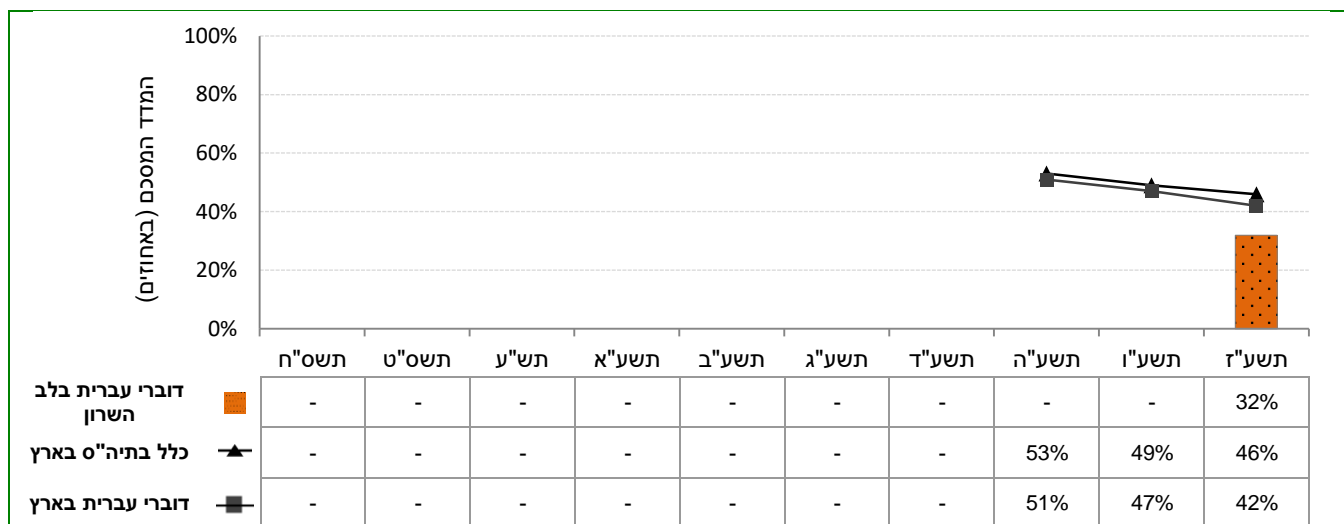 המדד המסכם (באחוזים)
100%
80%
60%
40%
20%
0%
תשס"ח תשס"ט תש"ע תשע"א תשע"ב תשע"ג תשע"ד תשע"ה תשע"ו תשע"ז
דוברי עברית בלב
השרון
- - - - - - - - - 32%
כלל בתיה"ס בארץ - - - - - - - 53% 49% 46%
דוברי עברית בארץ - - - - - - - 51% 47% 42%